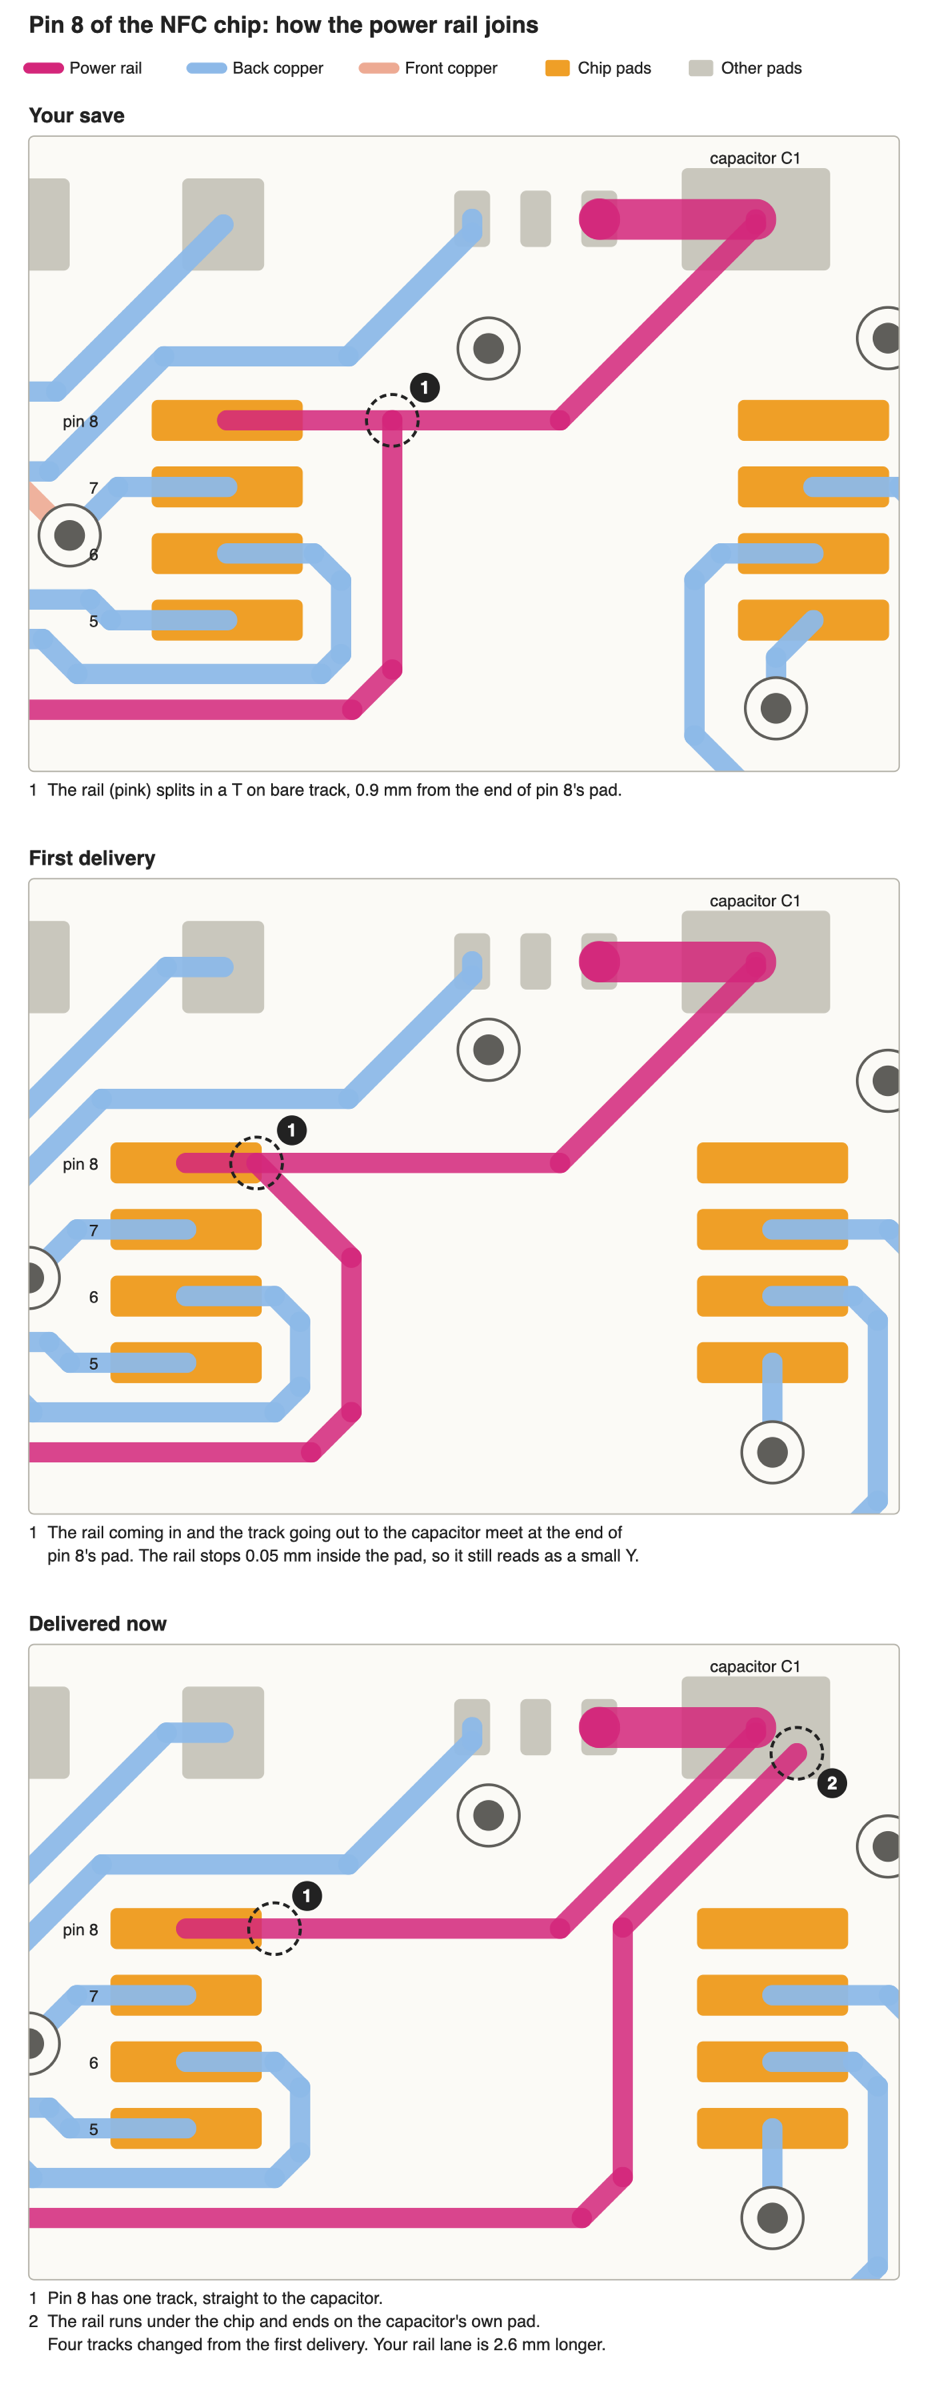 Pin 8 of the NFC chip: how the power rail joins
Power rail
Back copper
Front copper
Chip pads
Other pads
Your save
capacitor C1
1
pin 8
7
6
5
1 The rail (pink) splits in a T on bare track, 0.9 mm from the end of pin 8's pad.
First delivery
capacitor C1
1
pin 8
7
6
5
1 The rail coming in and the track going out to the capacitor meet at the end of
pin 8's pad. The rail stops 0.05 mm inside the pad, so it still reads as a small Y.
Delivered now
capacitor C1
2
1
pin 8
7
6
5
1 Pin 8 has one track, straight to the capacitor.
2 The rail runs under the chip and ends on the capacitor's own pad.
Four tracks changed from the first delivery. Your rail lane is 2.6 mm longer.